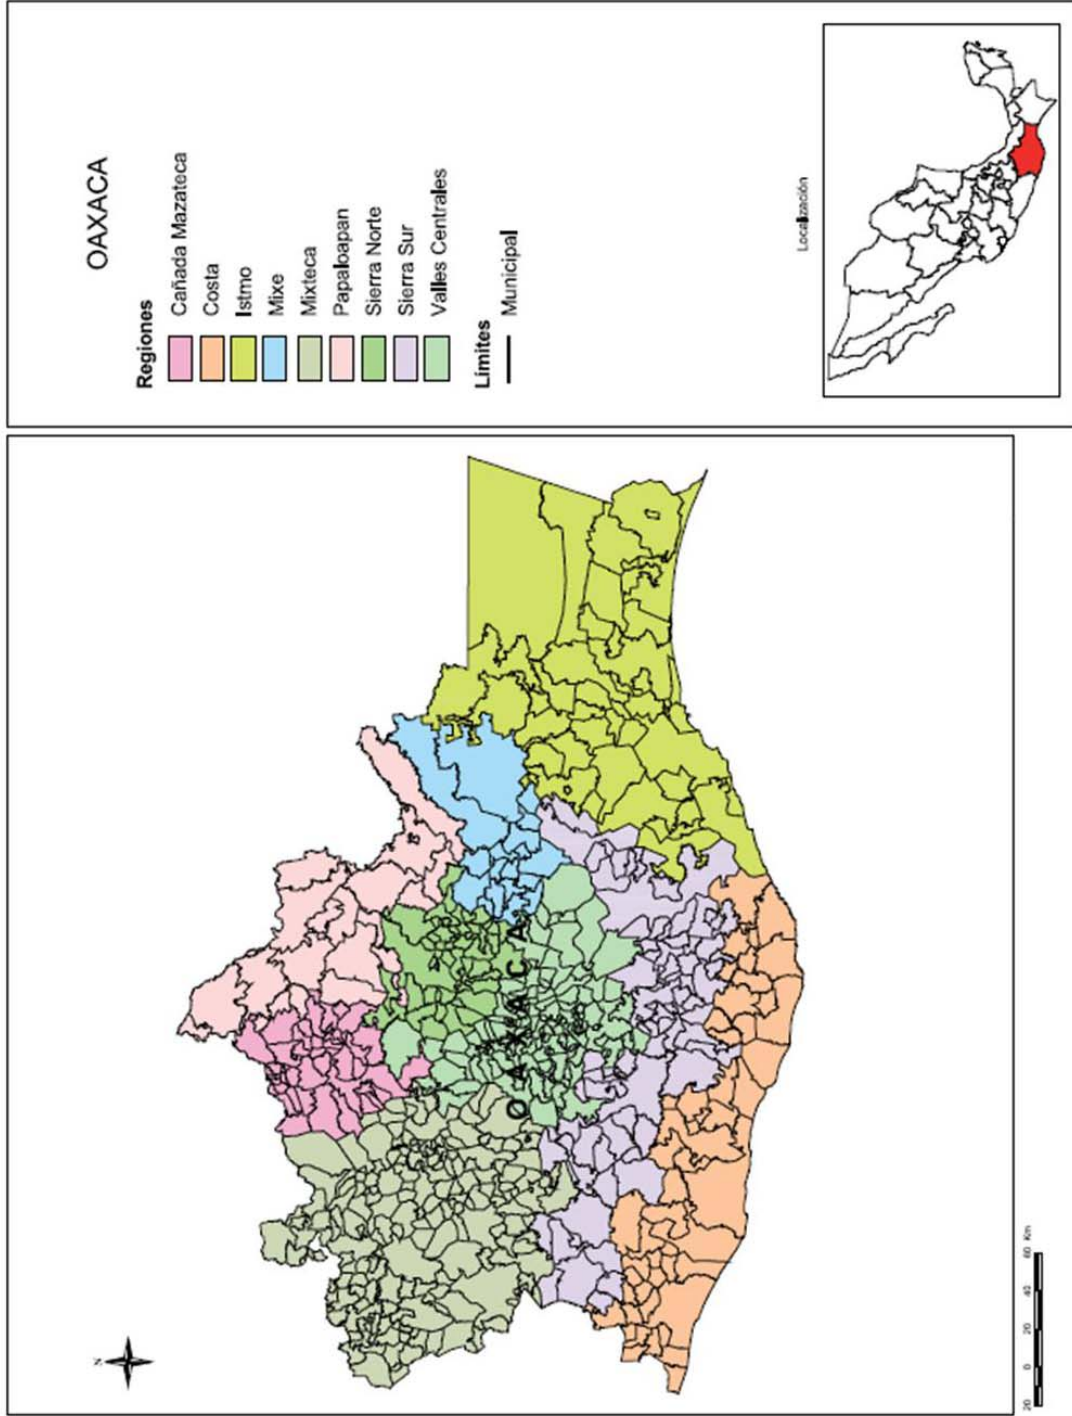 OAXACA
Regiones
Cañada Mazateca
Costa
Istmo
Mixe
Mixteca
Papaloapan
Sierra Norte
Sierra Sur
Valles Centrales
Límites
Municipal
Localización
N
OAXACA
20 0 20 40 60 Km